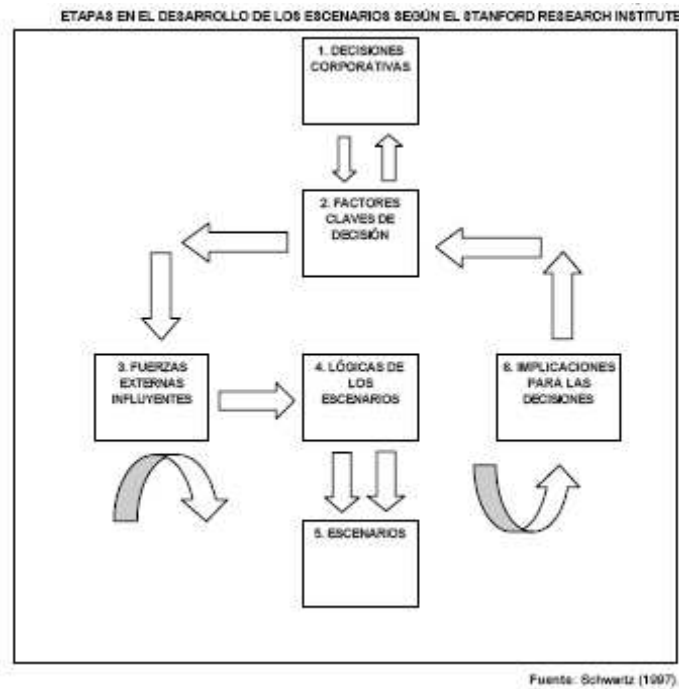 ETAPAS EN EL DESARROLLO DE LOS ESCENARIOS SEGÚN EL STANFORD RESEARCH INSTITUTE
1. DECISIONES
CORPORATIVAS
2. FACTORES
CLAVES DE
DECISIÓN
3. FUERZAS
EXTERNAS
INFLUYENTES
4. LÓGICAS DE
LOS
ESCENARIOS
6. IMPLICACIONES
PARA LAS
DECISIONES
5. ESCENARIOS
Fuente: Schwartz (1997).